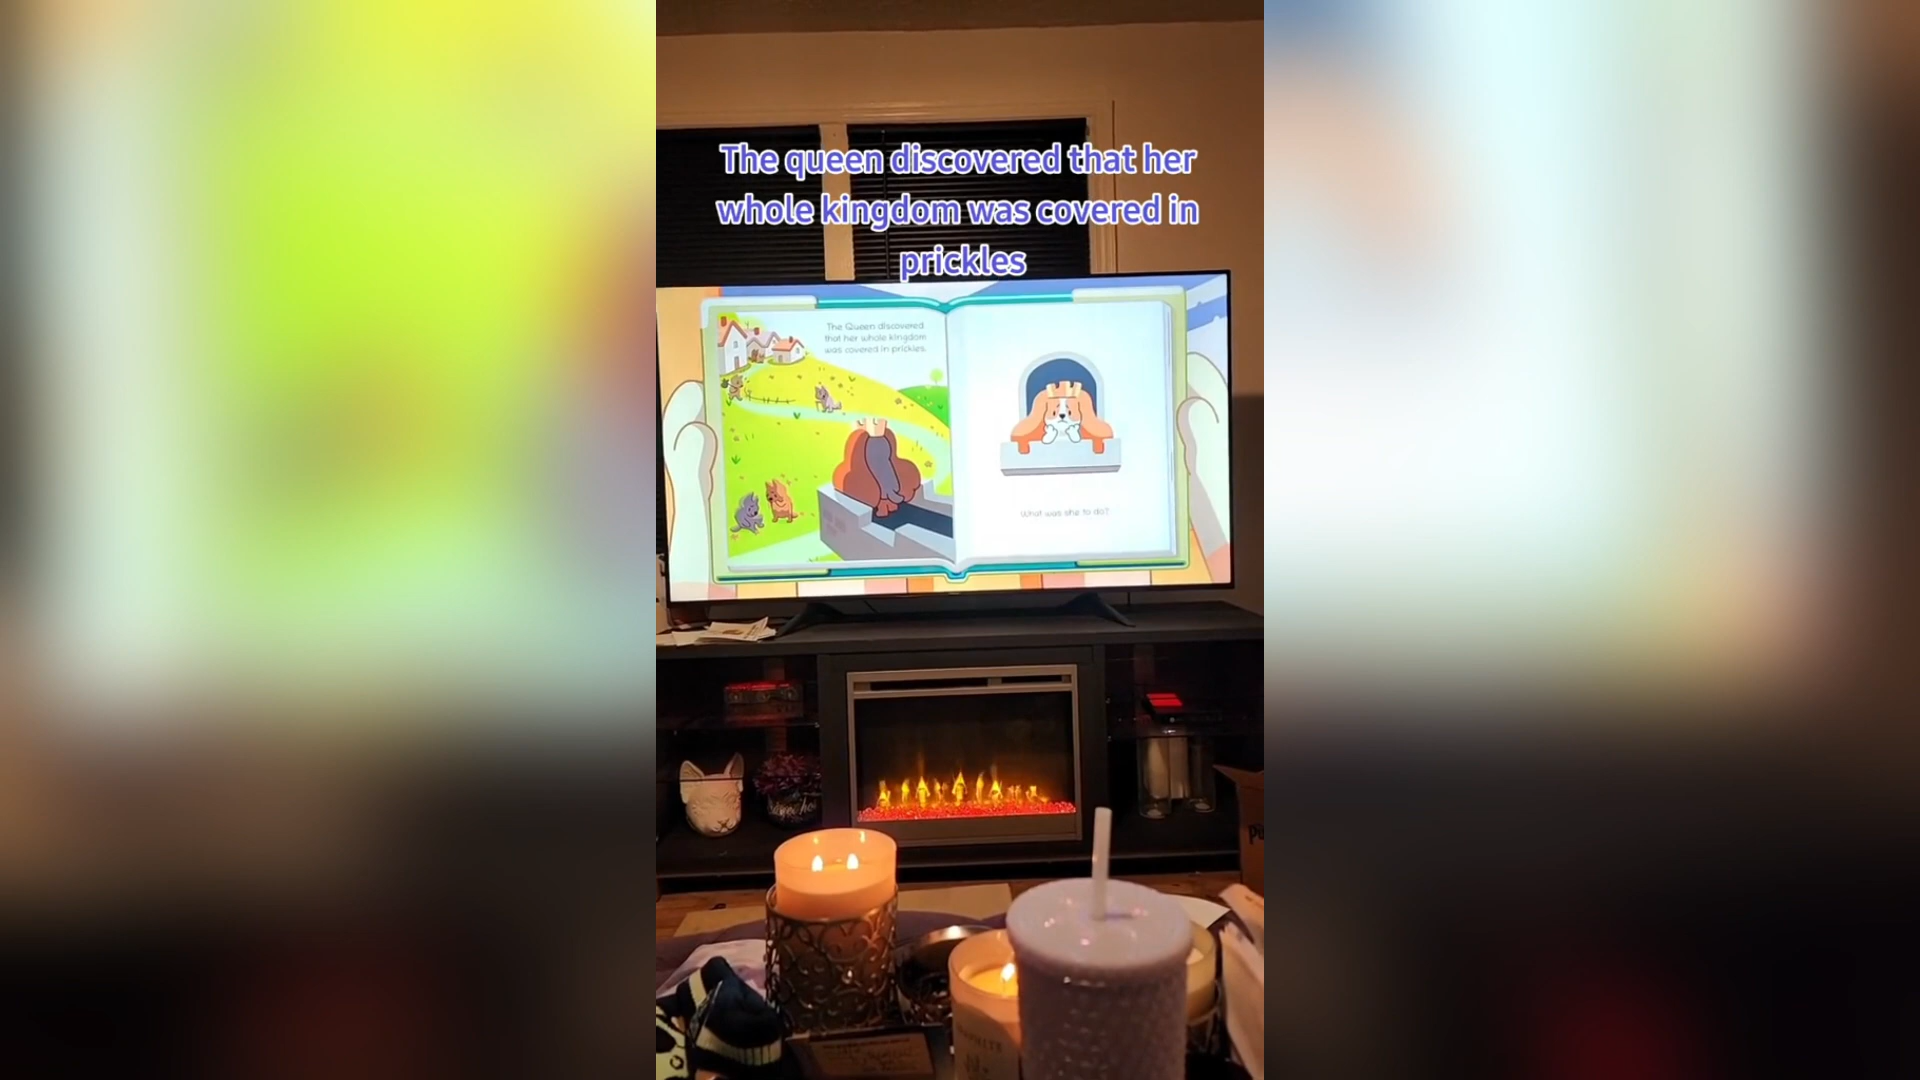 The queen discovered that her
whole kingdom was covered in
prickles
The Queen discovered
that her whole kingdom
was covered in prickles.
What was she to do?